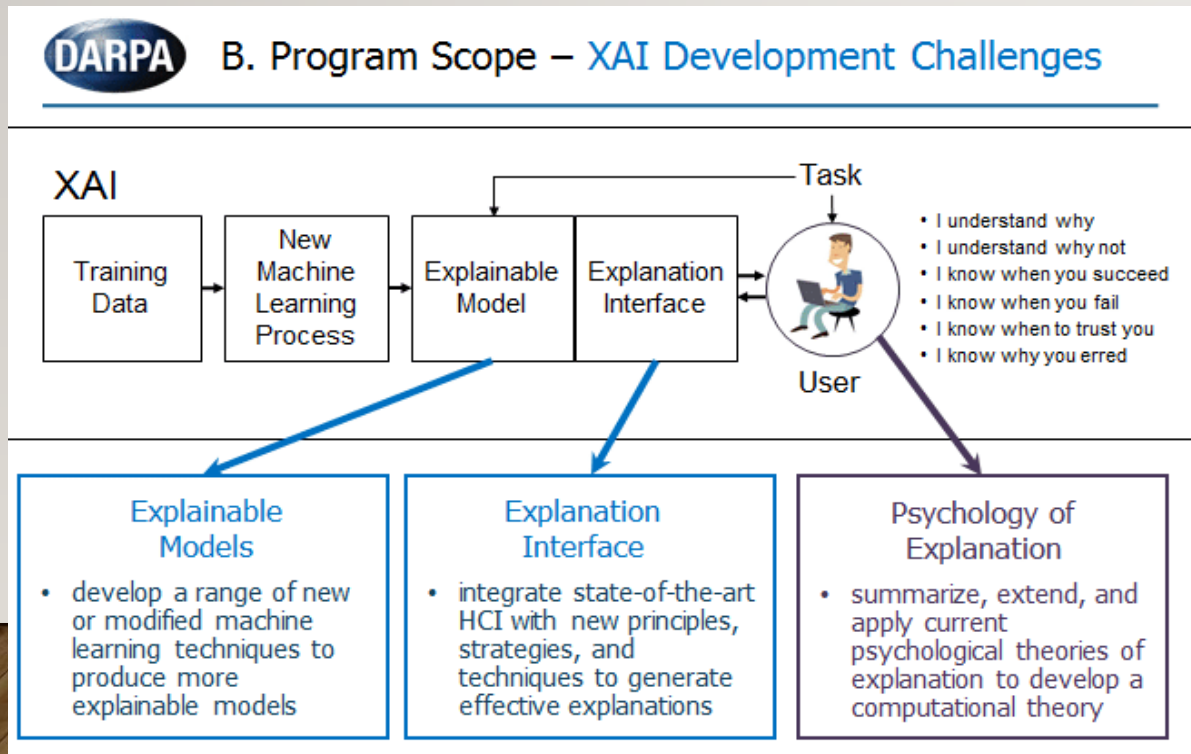 DARPA
B. Program Scope – XAI Development Challenges
XAI
Task
Training
Data
New
Machine
Learning
Process
Explainable
Model
Explanation
Interface
User
• I understand why
• I understand why not
• I know when you succeed
• I know when you fail
• I know when to trust you
• I know why you erred
Explainable
Models
• develop a range of new
or modified machine
learning techniques to
produce more
explainable models
Explanation
Interface
• integrate state-of-the-art
HCI with new principles,
strategies, and
techniques to generate
effective explanations
Psychology of
Explanation
• summarize, extend, and
apply current
psychological theories of
explanation to develop a
computational theory